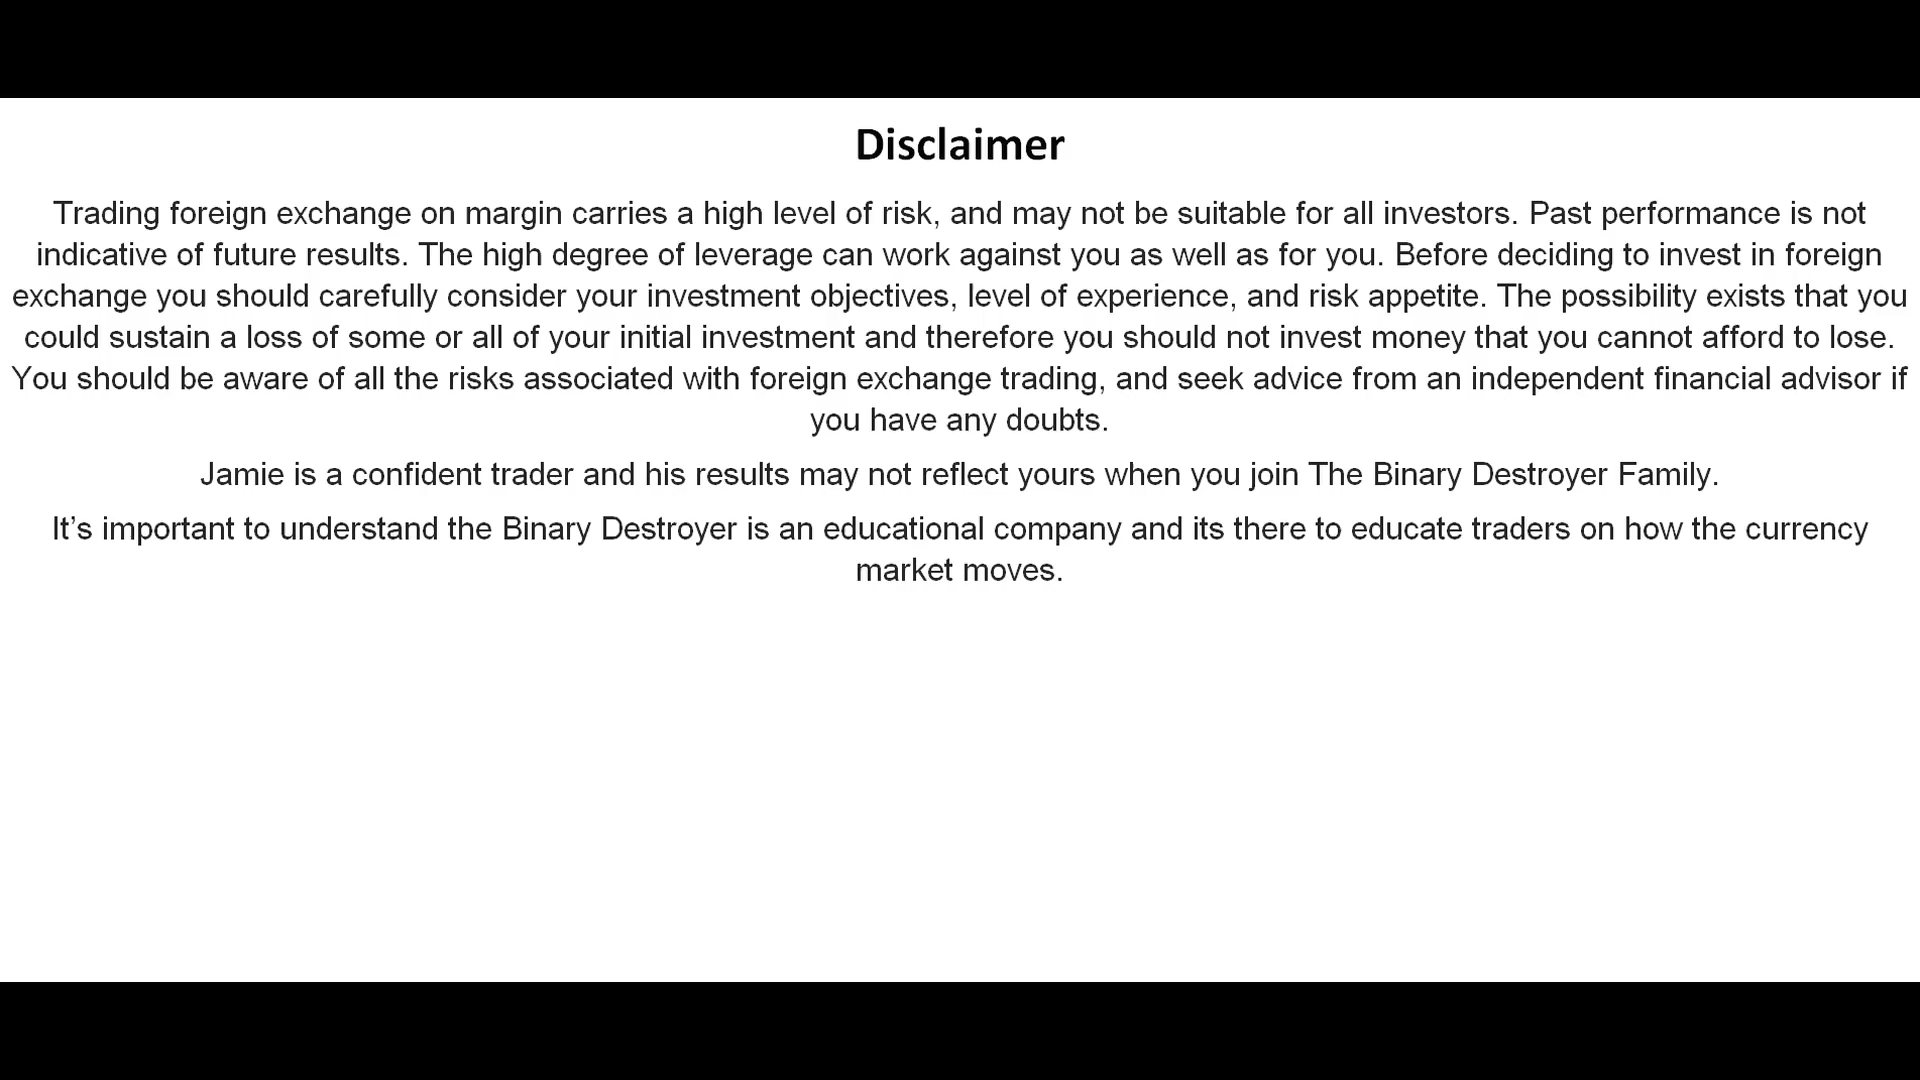 Disclaimer
Trading foreign exchange on margin carries a high level of risk, and may not be suitable for all investors. Past performance is not
indicative of future results. The high degree of leverage can work against you as well as for you. Before deciding to invest in foreign
exchange you should carefully consider your investment objectives, level of experience, and risk appetite. The possibility exists that you
could sustain a loss of some or all of your initial investment and therefore you should not invest money that you cannot afford to lose.
You should be aware of all the risks associated with foreign exchange trading, and seek advice from an independent financial advisor if
you have any doubts.
Jamie is a confident trader and his results may not reflect yours when you join The Binary Destroyer Family.
It’s important to understand the Binary Destroyer is an educational company and its there to educate traders on how the currency
market moves.